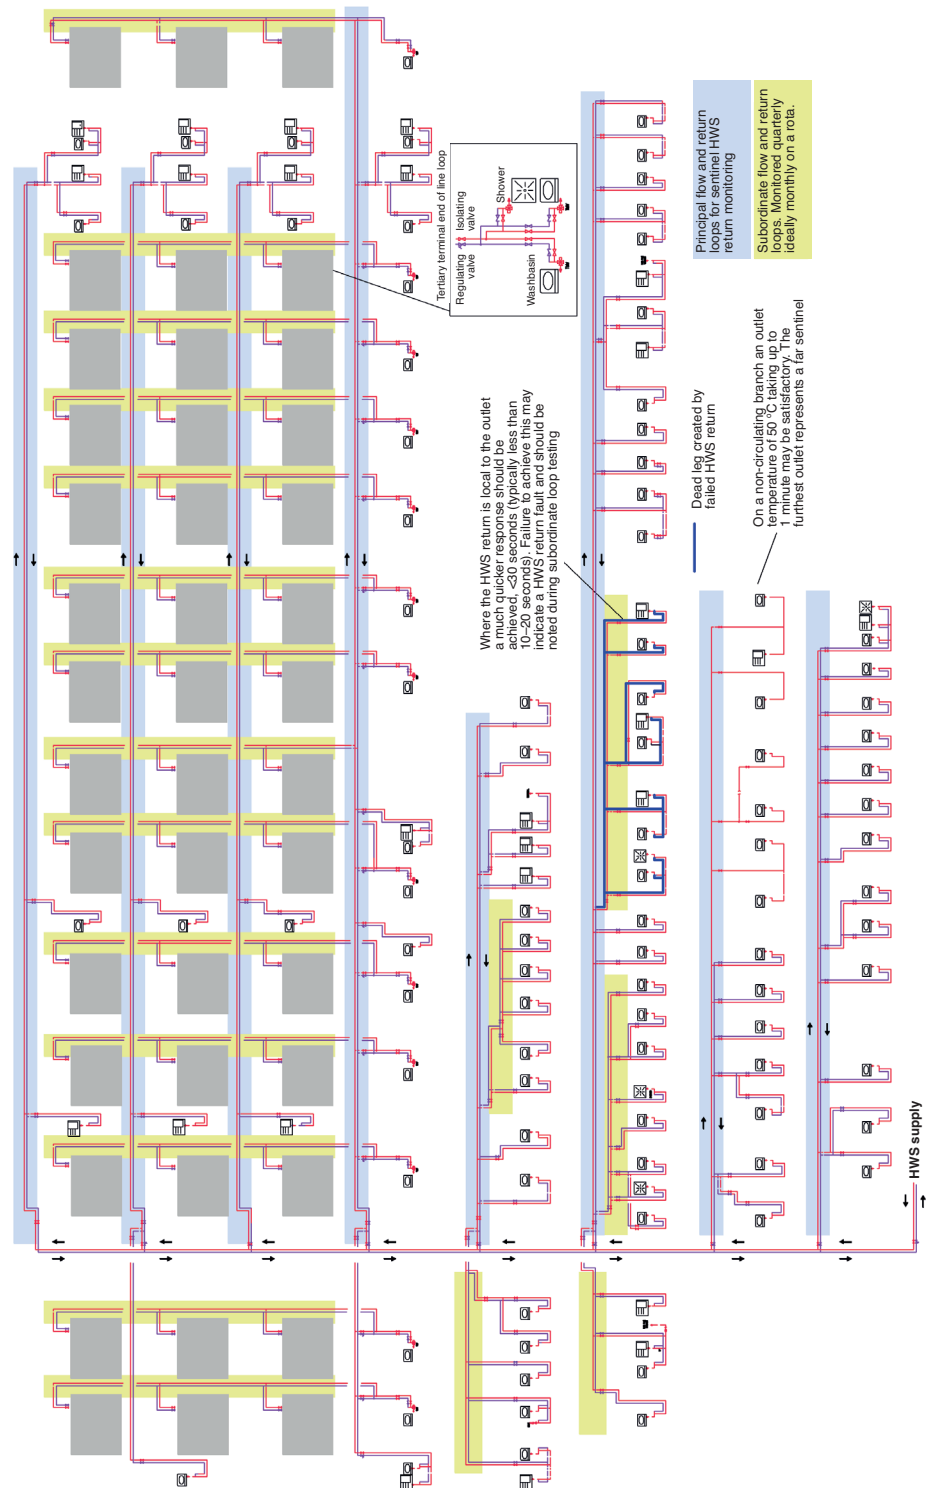 Tertiary terminal end of line loop
Regulating valve
Isolating valve
Shower
Washbasin
Principal flow and return
loops for sentinel HWS
return monitoring
Subordinate flow and return
loops. Monitored quarterly
ideally monthly on a rota.
Where the HWS return is local to the outlet
a much quicker response should be
achieved, <30 seconds (typically less than
10–20 seconds). Failure to achieve this may
indicate a HWS return fault and should be
noted during subordinate loop testing
Dead leg created by
failed HWS return
On a non-circulating branch an outlet
temperature of 50 °C taking up to
1 minute may be satisfactory. The
furthest outlet represents a far sentinel
HWS supply